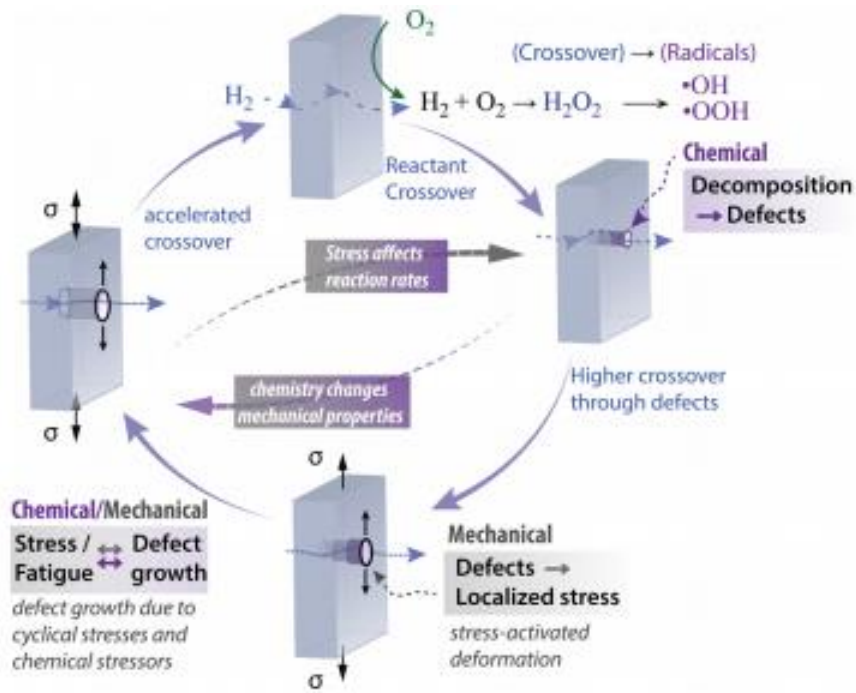 O₂
(Crossover) → (Radicals)
H₂
H₂ + O₂ → H₂O₂ → •OH
•OOH
Reactant
Crossover
Chemical
Decomposition
→ Defects
σ
accelerated
crossover
Stress affects
reaction rates
chemistry changes
mechanical properties
Higher crossover
through defects
σ
σ
Chemical/Mechanical
Stress / ↔ Defect
Fatigue ↔ growth
defect growth due to
cyclical stresses and
chemical stressors
Mechanical
Defects →
Localized stress
stress-activated
deformation
σ